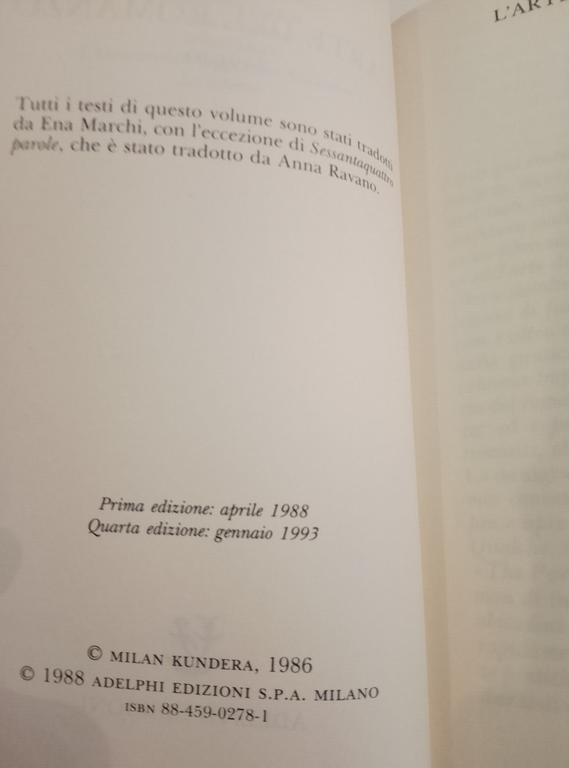 L'ARTE
Tutti i testi di questo volume sono stati tradotti
da Ena Marchi, con l'eccezione di Sessantaquattro
parole, che è stato tradotto da Anna Ravano.
Prima edizione: aprile 1988
Quarta edizione: gennaio 1993
© MILAN KUNDERA, 1986
© 1988 ADELPHI EDIZIONI S.P.A. MILANO
ISBN 88-459-0278-1